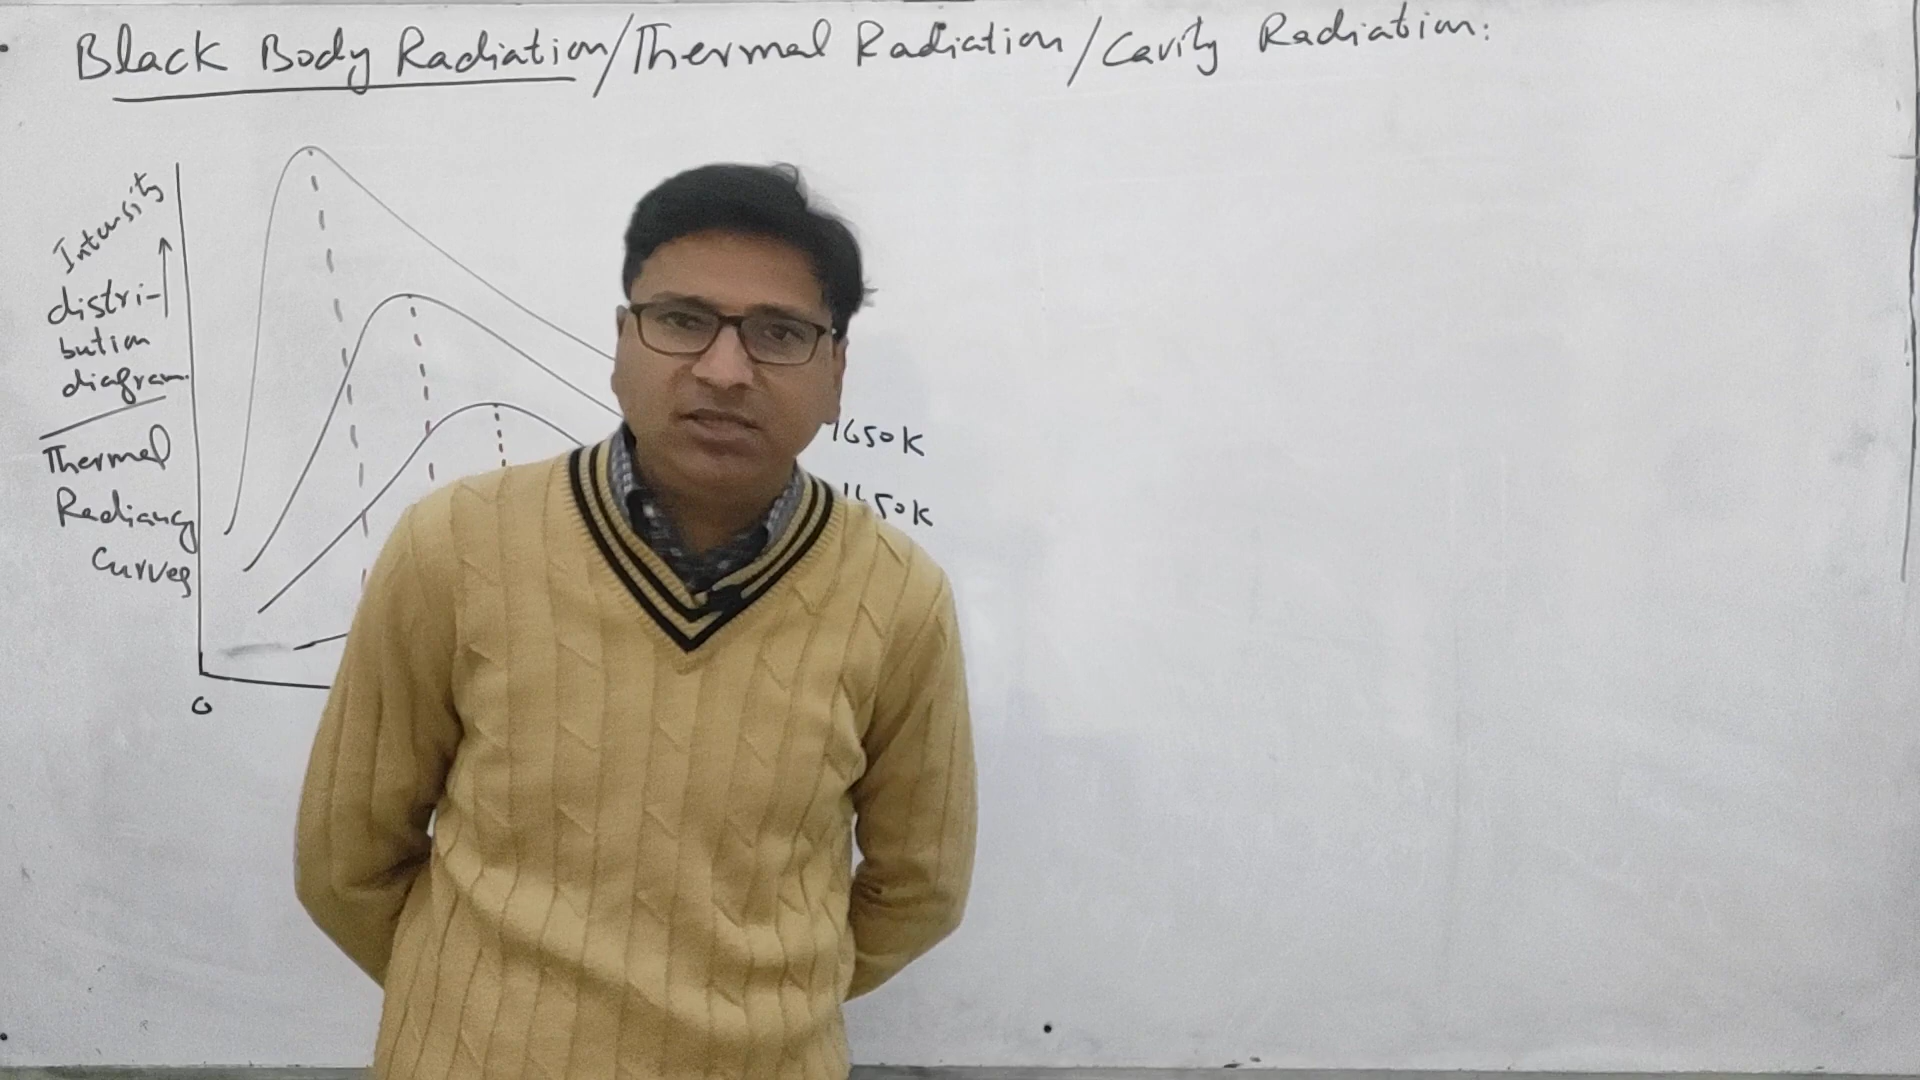 Black Body Radiation/Thermal Radiation/Cavity Radiation:
Intensity
distri-
bution
diagram
Thermal
Radiancy
Curves
1650K
0